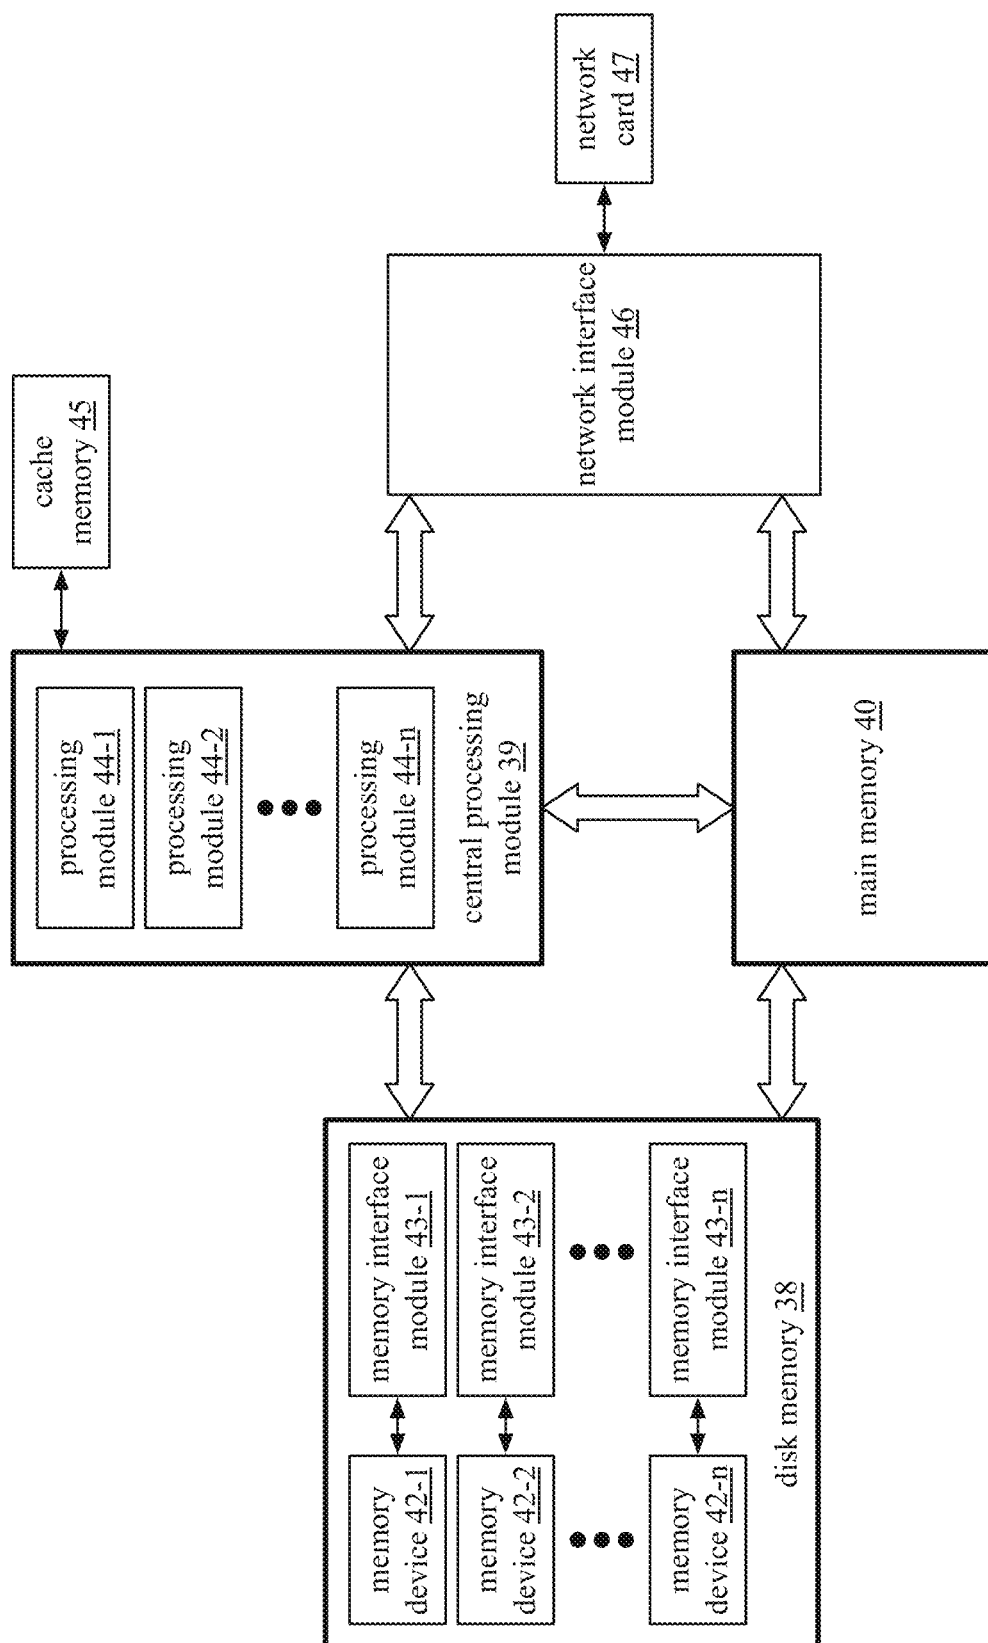 cache
memory 45
processing
module 44-1
processing
module 44-2
processing
module 44-n
central processing
module 39
network interface
module 46
network
card 47
memory
device 42-1
memory interface
module 43-1
memory
device 42-2
memory interface
module 43-2
memory
device 42-n
memory interface
module 43-n
disk memory 38
main memory 40